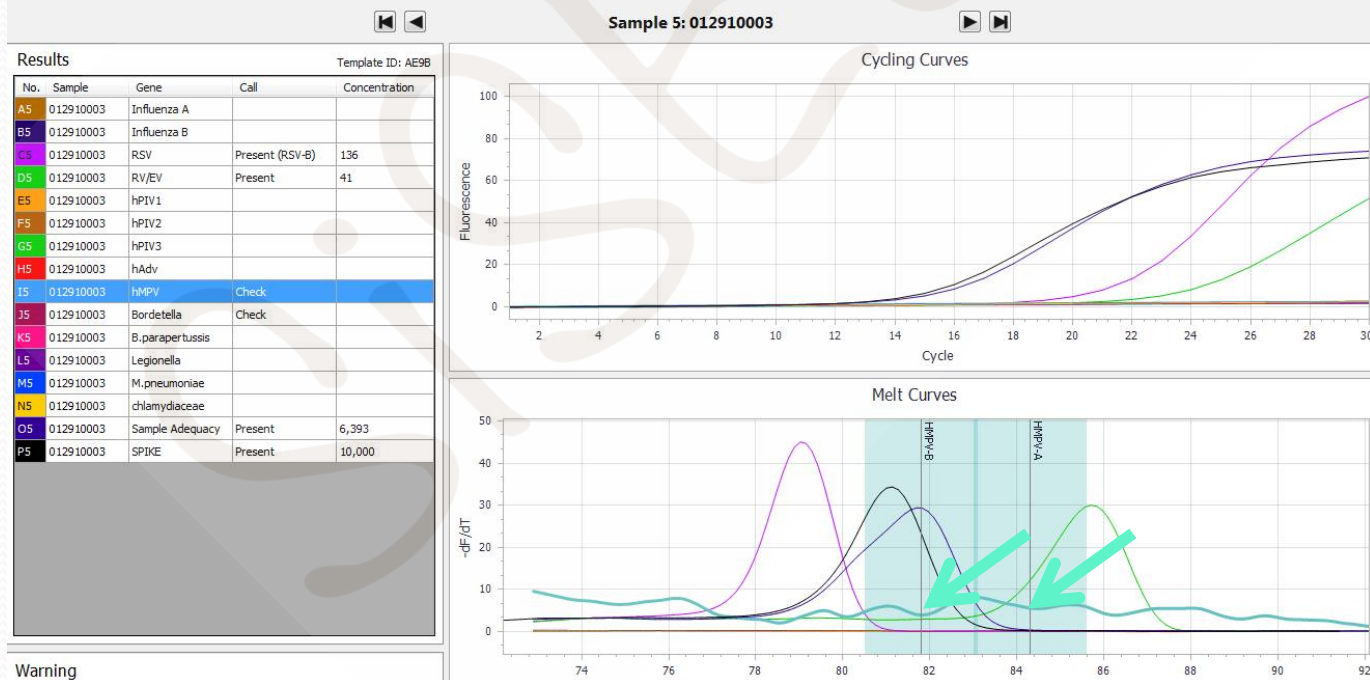 Sample 5: 012910003
Results
Template ID: AE9B
No. Sample Gene Call Concentration
A5 012910003 Influenza A
B5 012910003 Influenza B
C5 012910003 RSV Present (RSV-B) 136
D5 012910003 RV/EV Present 41
E5 012910003 hPIV1
F5 012910003 hPIV2
G5 012910003 hPIV3
H5 012910003 hAdv
I5 012910003 hMPV Check
J5 012910003 Bordetella Check
K5 012910003 B.parapertussis
L5 012910003 Legionella
M5 012910003 M.pneumoniae
N5 012910003 chlamydiaceae
O5 012910003 Sample Adequacy Present 6,393
P5 012910003 SPIKE Present 10,000
Warning
Cycling Curves
Fluorescence
100
80
60
40
20
0
2 4 6 8 10 12 14 16 18 20 22 24 26 28 30
Cycle
Melt Curves
-dF/dT
50
40
30
20
10
0
HMPV-B
HMPV-A
74 76 78 80 82 84 86 88 90 92